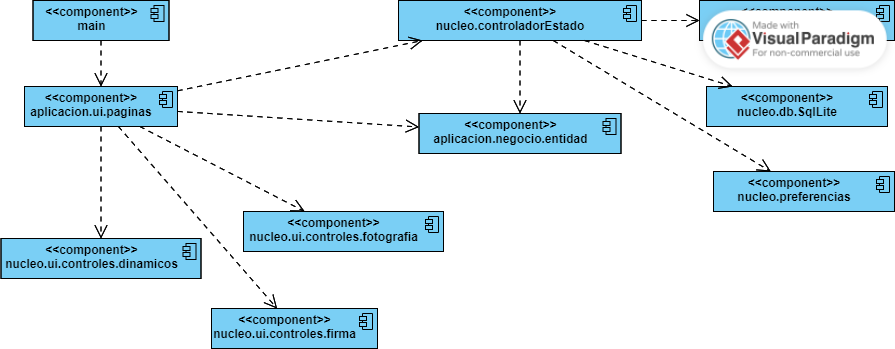 <<component>>
main
<<component>>
nucleo.controladorEstado
Made with
Visual Paradigm
For non-commercial use
<<component>>
aplicacion.ui.paginas
<<component>>
nucleo.db.SqlLite
<<component>>
aplicacion.negocio.entidad
<<component>>
nucleo.preferencias
<<component>>
nucleo.ui.controles.fotografia
<<component>>
nucleo.ui.controles.dinamicos
<<component>>
nucleo.ui.controles.firma